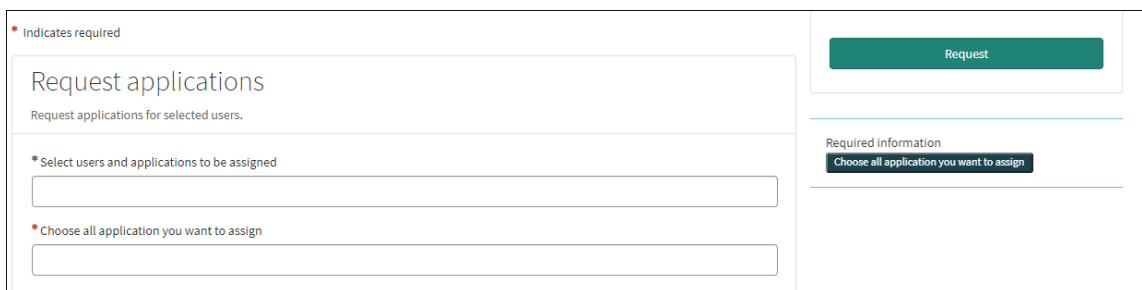 * Indicates required
Request applications
Request applications for selected users.
* Select users and applications to be assigned
* Choose all application you want to assign
Request
Required information
Choose all application you want to assign